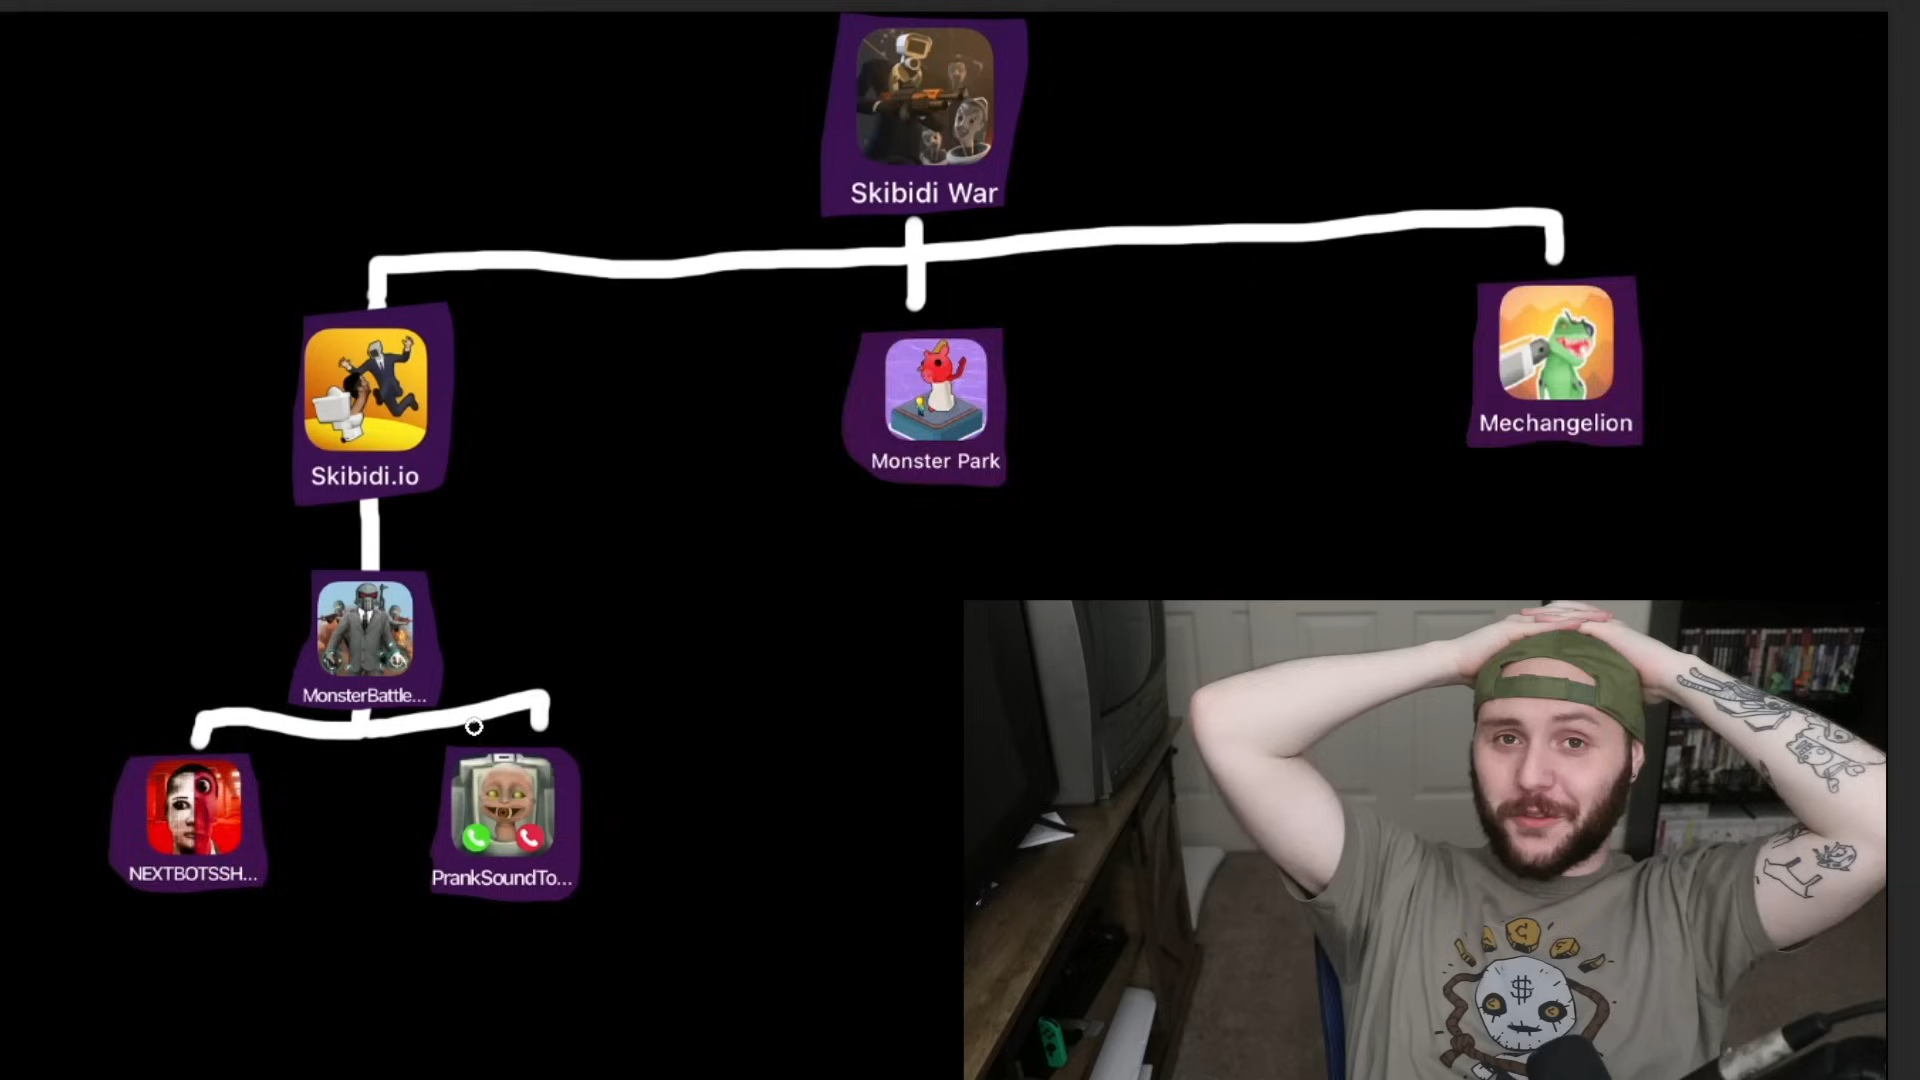 Skibidi War
Skibidi.io
Monster Park
Mechangelion
MonsterBattle...
NEXTBOTSSH...
PrankSoundTo...
$